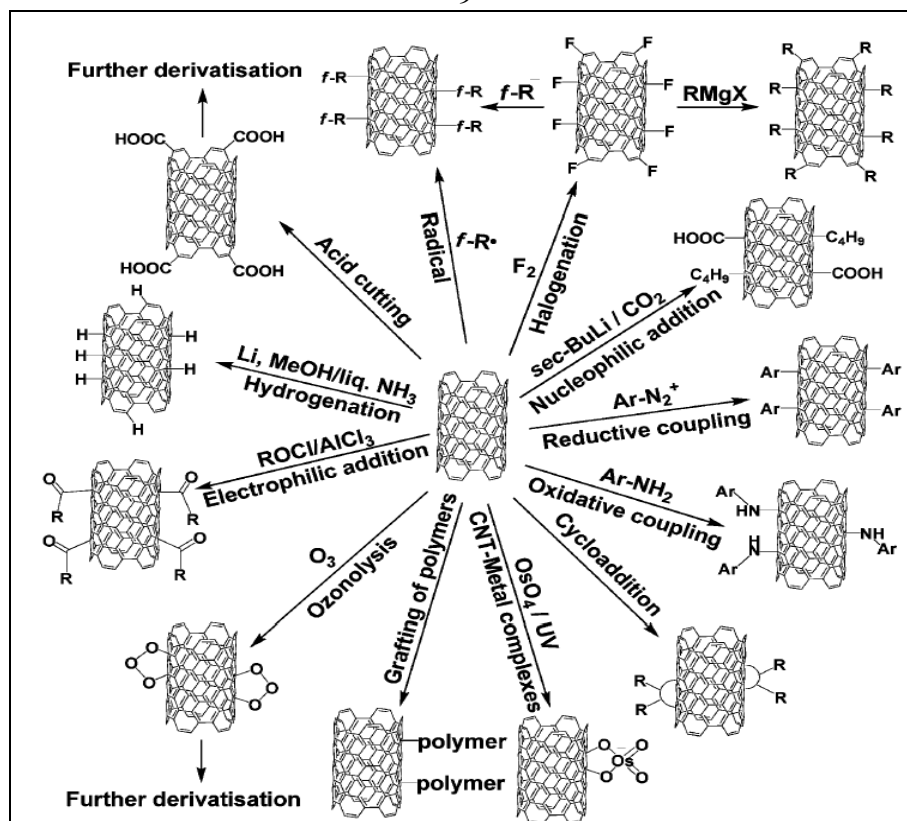 Further derivatisation
HOOC
COOH
HOOC
COOH
f-R
f-R
f-R
f-R
f-R⁻
F
F
F
F
F
F
F
F
RMgX
R
R
R
R
R
R
R
R
Acid cutting
Radical
f-R•
F₂
Halogenation
sec-BuLi / CO₂
Nucleophilic addition
HOOC
C₄H₉
C₄H₉
COOH
H
H
H
H
H
H
H
Li, MeOH/liq. NH₃
Hydrogenation
Ar-N₂⁺
Reductive coupling
Ar
Ar
Ar
Ar
ROCl/AlCl₃
Electrophilic addition
O
R
O
R
O
R
O
R
Ar-NH₂
Oxidative coupling
Ar
HN
H
N
Ar
NH
Ar
O₃
Ozonolysis
O
O
O
O
O
O
Further derivatisation
Grafting of polymers
polymer
polymer
OsO₄ / UV
CNT-Metal complexes
O
O
Os
O
O
Cycloaddition
R
R
R
R